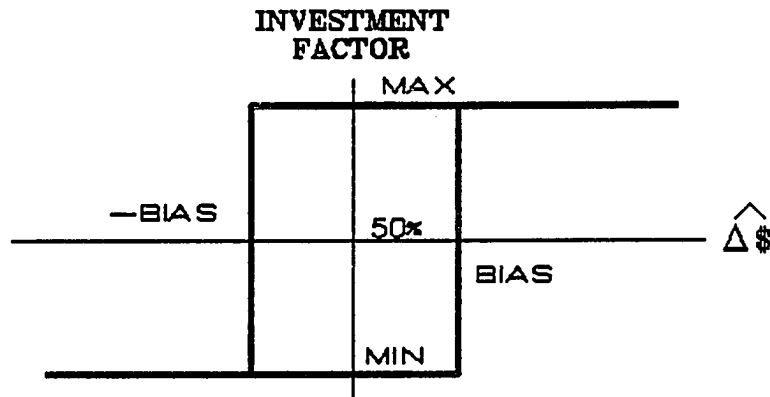 INVESTMENT
FACTOR
MAX
—BIAS
50%
Δ$̂
BIAS
MIN